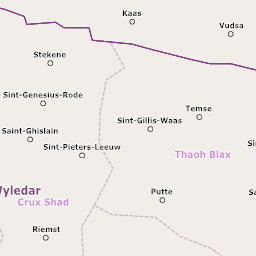 Kaas
Vudsa
Stekene
Sint-Genesius-Rode
Temse
Sint-Gillis-Waas
Saint-Ghislain
Sint-Pieters-Leeuw
Thaoh Blax
Putte
Crux Shad
Riemst